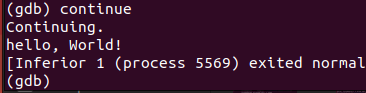 (gdb) continue
Continuing.
hello, World!
[Inferior 1 (process 5569) exited normal
(gdb)